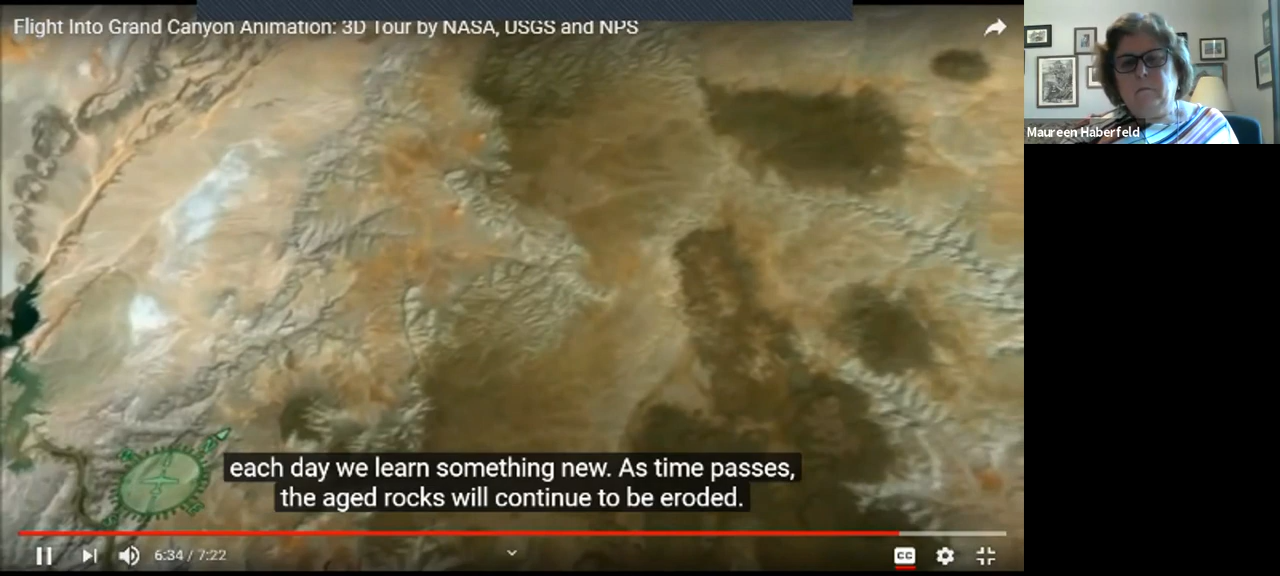 Flight Into Grand Canyon Animation: 3D Tour by NASA, USGS and NPS
Maureen Haberfeld
each day we learn something new. As time passes,
the aged rocks will continue to be eroded.
6:34 / 7:22
CC